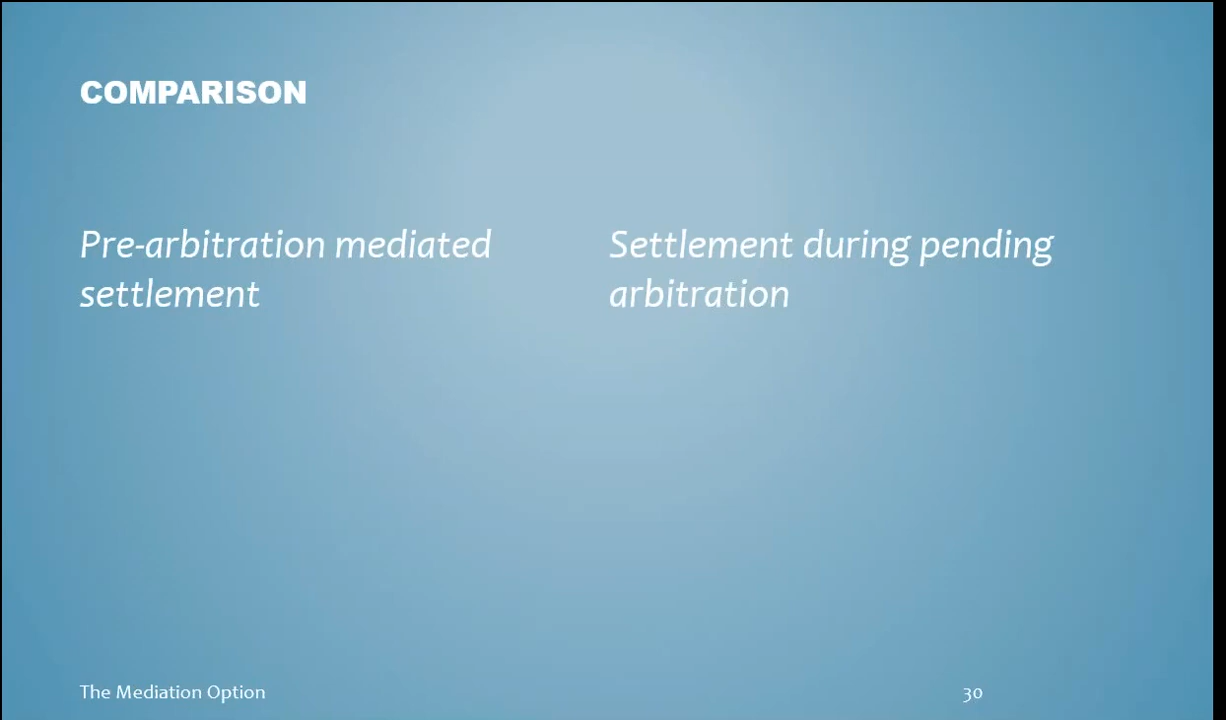 COMPARISON
Pre-arbitration mediated
settlement
Settlement during pending
arbitration
The Mediation Option
30